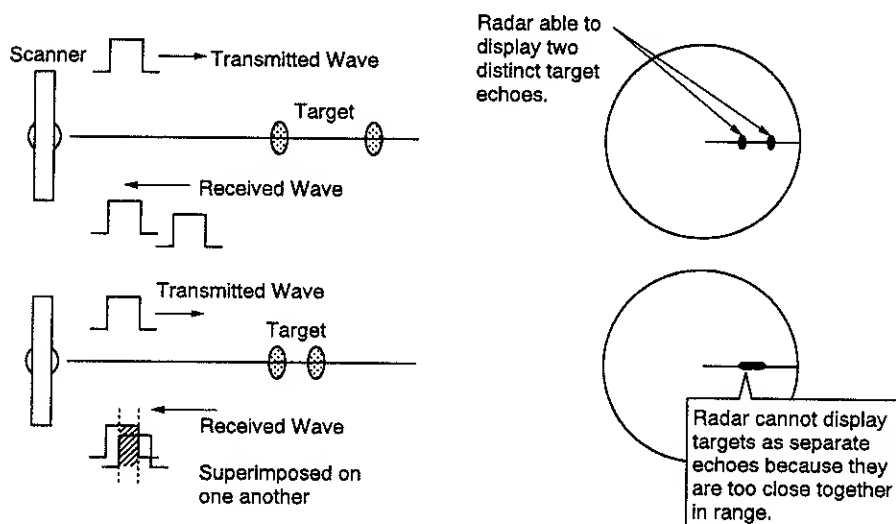 Scanner
Transmitted Wave
Target
Received Wave
Radar able to
display two
distinct target
echoes.
Transmitted Wave
Target
Received Wave
Superimposed on
one another
Radar cannot display
targets as separate
echoes because they
are too close together
in range.